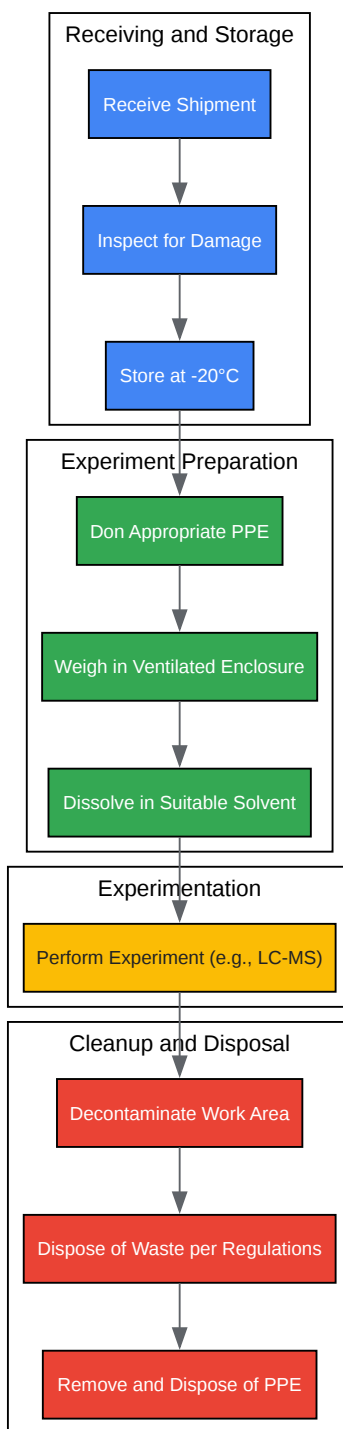 Receiving and Storage
Receive Shipment
Inspect for Damage
Store at -20°C
Experiment Preparation
Don Appropriate PPE
Weigh in Ventilated Enclosure
Dissolve in Suitable Solvent
Experimentation
Perform Experiment (e.g., LC-MS)
Cleanup and Disposal
Decontaminate Work Area
Dispose of Waste per Regulations
Remove and Dispose of PPE